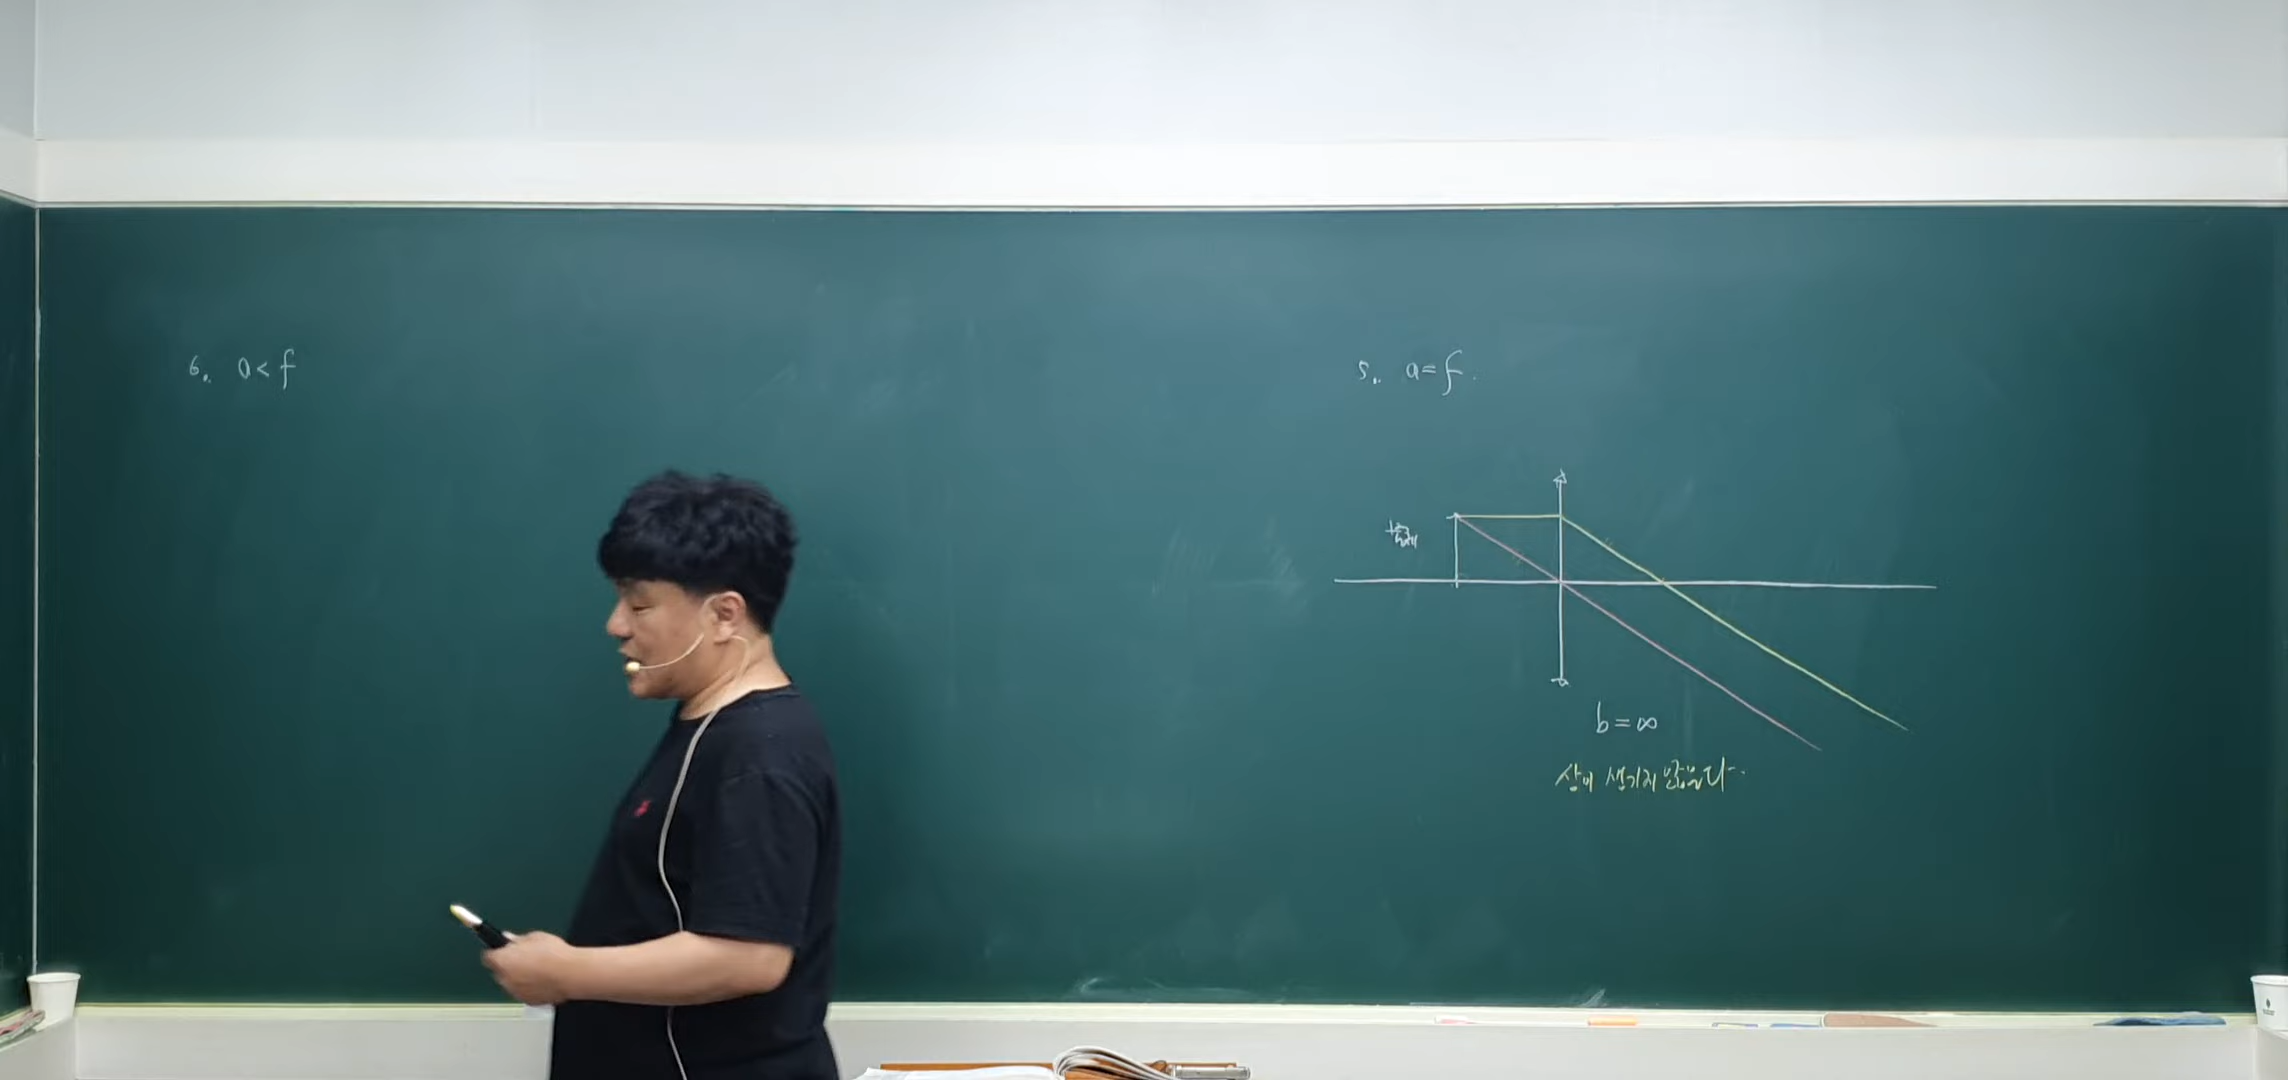 6. a < f
5. a = f.
물체
b = ∞
상이 생기지 않는다.